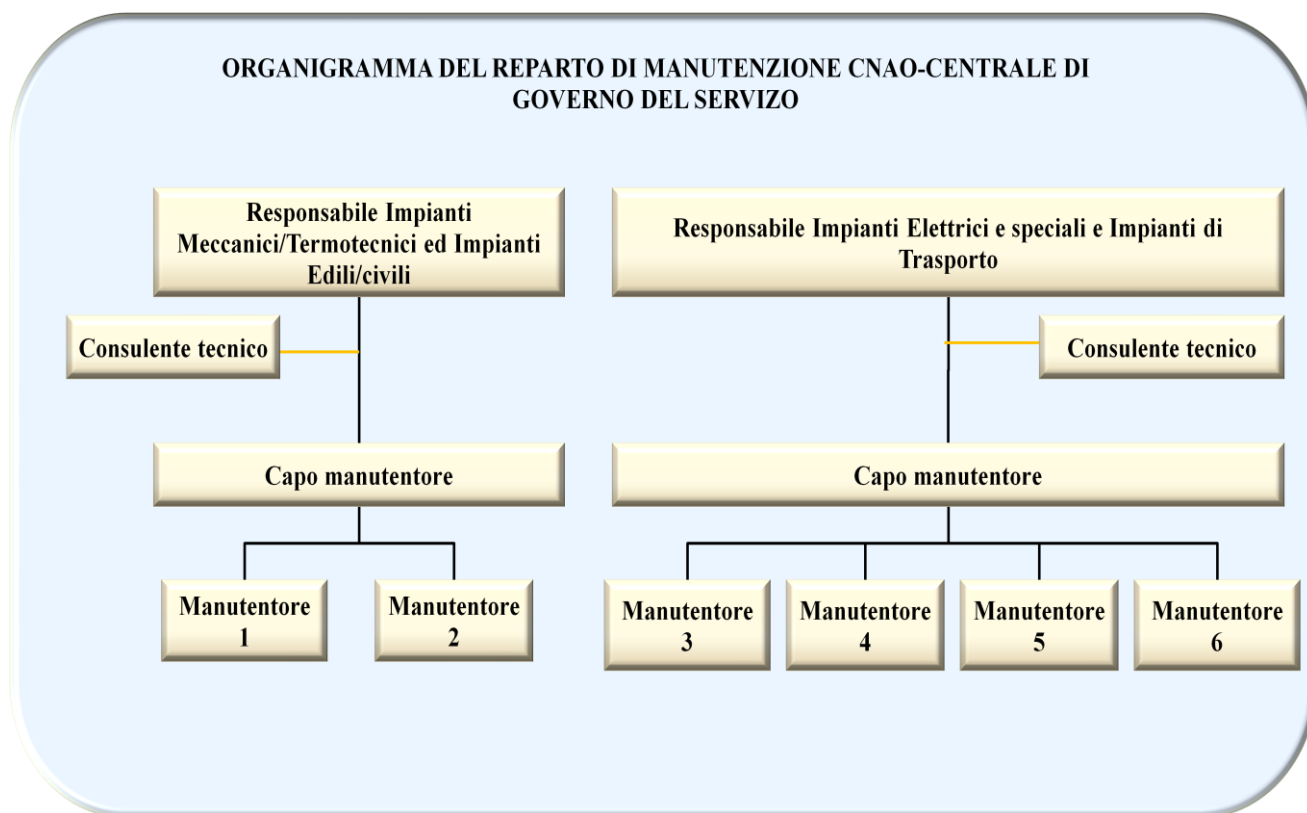 ORGANIGRAMMA DEL REPARTO DI MANUTENZIONE CNAO-CENTRALE DI
GOVERNO DEL SERVIZO
Responsabile Impianti
Meccanici/Termotecnici ed Impianti
Edili/civili
Responsabile Impianti Elettrici e speciali e Impianti di
Trasporto
Consulente tecnico
Consulente tecnico
Capo manutentore
Capo manutentore
Manutentore
1
Manutentore
2
Manutentore
3
Manutentore
4
Manutentore
5
Manutentore
6